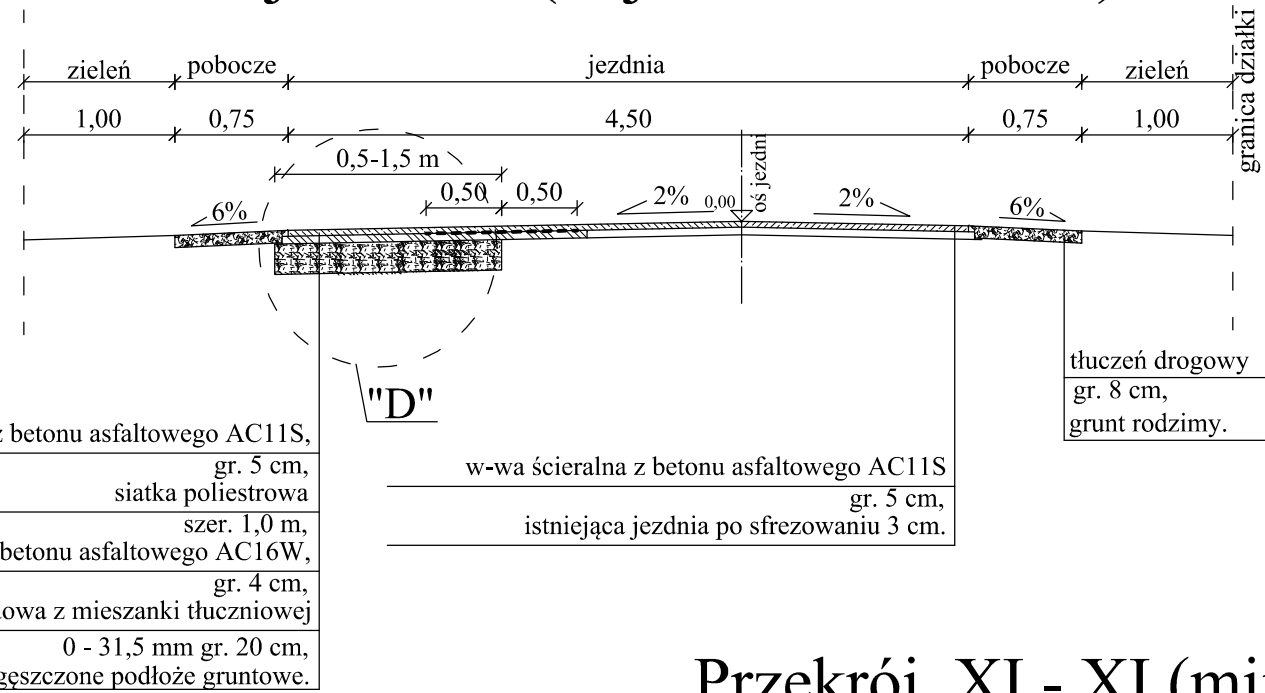 zieleń pobocze jezdnia pobocze zieleń
granica działki
1,00 0,75 4,50 0,75 1,00
0,5-1,5 m
oś jezdni
0,50 0,50
6% 2% 0,00 2% 6%
"D"
tłuczeń drogowy
gr. 8 cm,
grunt rodzimy.
z betonu asfaltowego AC11S,
gr. 5 cm,
siatka poliestrowa
szer. 1,0 m,
betonu asfaltowego AC16W,
gr. 4 cm,
z mieszanki tłuczniowej
0 - 31,5 mm gr. 20 cm,
podłoże gruntowe.
w-wa ścieralna z betonu asfaltowego AC11S
gr. 5 cm,
istniejąca jezdnia po sfrezowaniu 3 cm.
Przekrój XI - XI